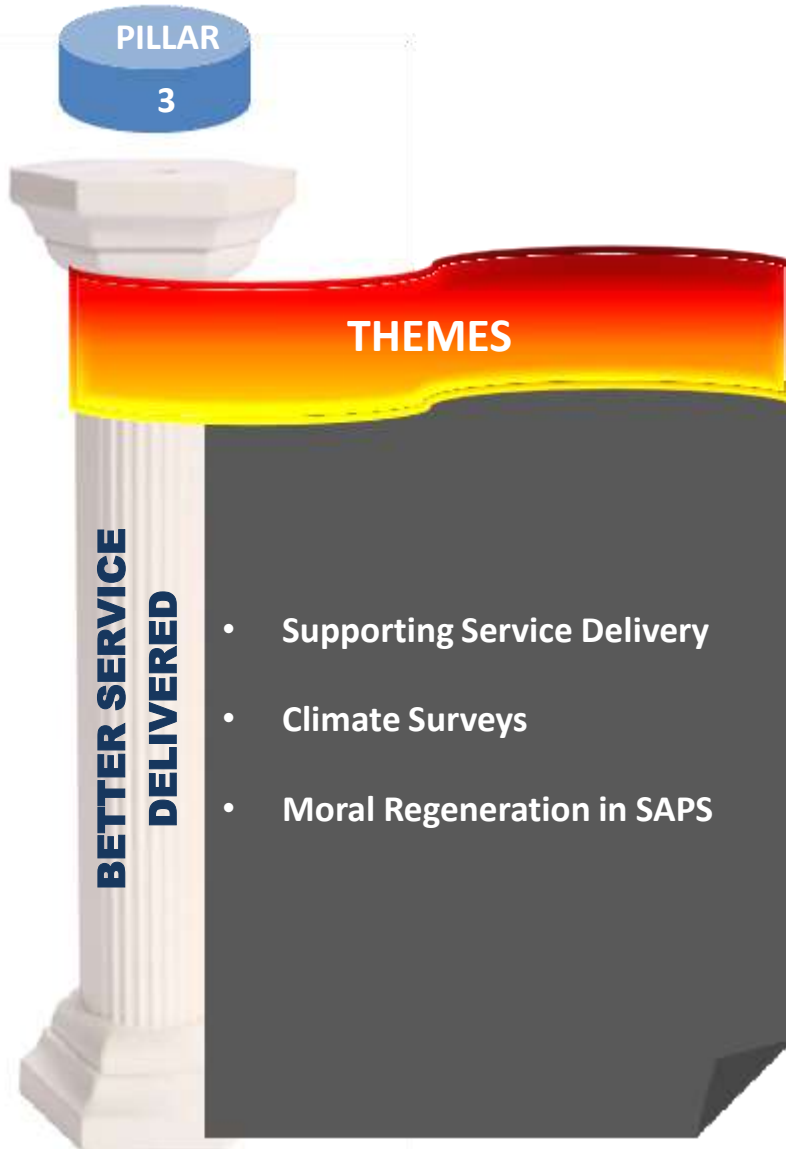 PILLAR
3
THEMES
BETTER SERVICE
DELIVERED
• Supporting Service Delivery
• Climate Surveys
• Moral Regeneration in SAPS